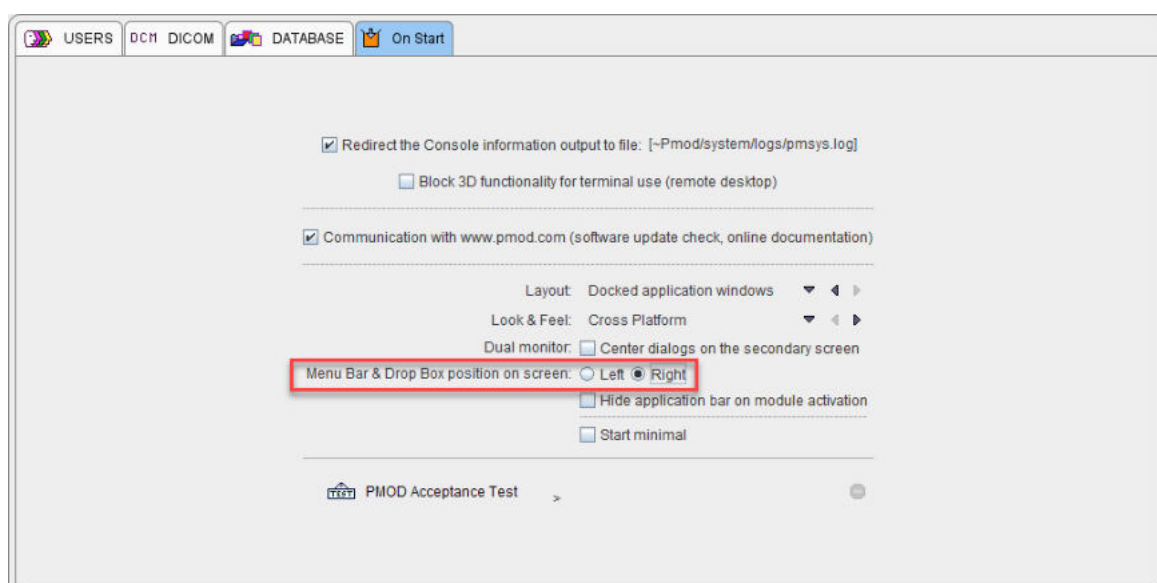 USERS DCM DICOM DATABASE On Start
Redirect the Console information output to file: [~Pmod/system/logs/pmsys.log]
Block 3D functionality for terminal use (remote desktop)
Communication with www.pmod.com (software update check, online documentation)
Layout: Docked application windows
Look & Feel: Cross Platform
Dual monitor: Center dialogs on the secondary screen
Menu Bar & Drop Box position on screen: Left Right
Hide application bar on module activation
Start minimal
TEST PMOD Acceptance Test >